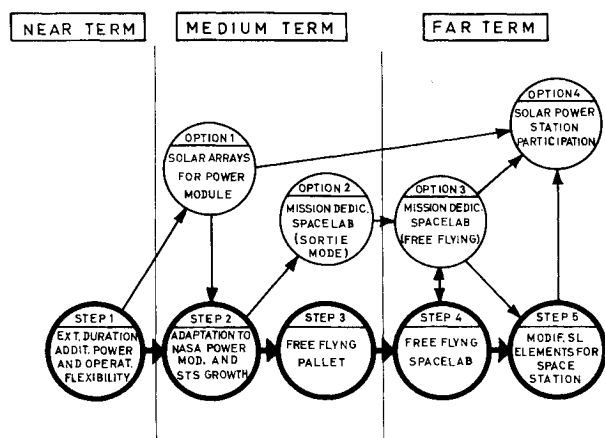 NEAR TERM
MEDIUM TERM
FAR TERM
OPTION 4
SOLAR POWER
STATION
PARTICIPATION
OPTION 1
SOLAR ARRAYS
FOR POWER
MODULE
OPTION 2
MISSION DEDIC.
SPACELAB
(SORTIE
MODE)
OPTION 3
MISSION DEDIC.
SPACELAB
(FREE FLYING)
STEP 1
EXT. DURATION
ADDIT. POWER
AND OPERAT.
FLEXIBILITY
STEP 2
ADAPTATION TO
NASA POWER
MOD. AND
STS GROWTH
STEP 3
FREE FLYNG
PALLET
STEP 4
FREE FLYNG
SPACELAB
STEP 5
MODIF. SL
ELEMENTS FOR
SPACE
STATION